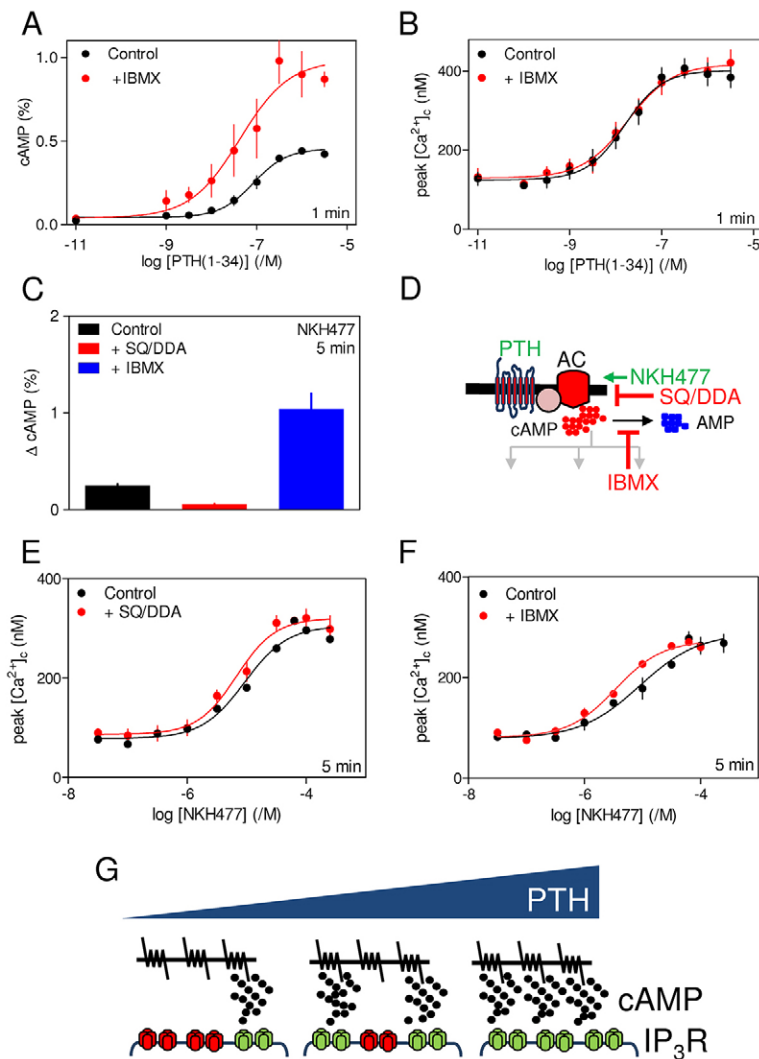 A
Control
+IBMX
cAMP (%)
1.0
0.5
0.0
1 min
-11
-9
-7
-5
log [PTH(1-34)] (/M)
B
Control
+ IBMX
peak [Ca²⁺]c (nM)
400
200
0
1 min
-11
-9
-7
-5
log [PTH(1-34)] (/M)
C
Control
+ SQ/DDA
+ IBMX
NKH477
5 min
Δ cAMP (%)
2
1
0
D
PTH
AC
NKH477
SQ/DDA
cAMP
AMP
IBMX
E
Control
+ SQ/DDA
peak [Ca²⁺]c (nM)
400
200
0
5 min
-8
-6
-4
log [NKH477] (/M)
F
Control
+ IBMX
peak [Ca²⁺]c (nM)
400
200
0
5 min
-8
-6
-4
log [NKH477] (/M)
G
PTH
cAMP
IP₃R